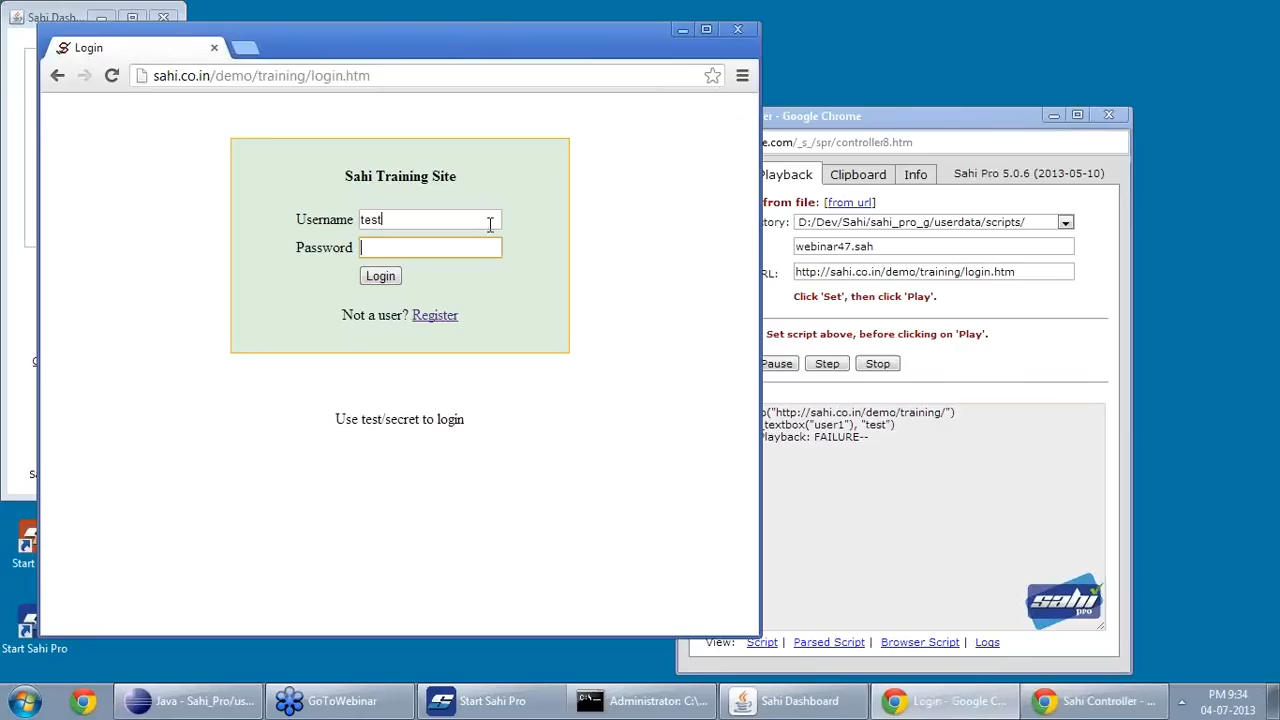 Sahi Dash...
Login
sahi.co.in/demo/training/login.htm
Sahi Training Site
Username test
Password
Login
Not a user? Register
Use test/secret to login
er - Google Chrome
e.com/_s_/spr/controller8.htm
Playback
Clipboard
Info
Sahi Pro 5.0.6 (2013-05-10)
from file: [from url]
tory: D:/Dev/Sahi/sahi_pro_g/userdata/scripts/
webinar47.sah
RL: http://sahi.co.in/demo/training/login.htm
Click 'Set', then click 'Play'.
Set script above, before clicking on 'Play'.
Pause
Step
Stop
o("http://sahi.co.in/demo/training/")
_textbox("user1"), "test")
Playback: FAILURE--
sahi
pro
View: Script | Parsed Script | Browser Script | Logs
Start
Start Sahi Pro
Java - Sahi_Pro/us...
GoToWebinar
Start Sahi Pro
Administrator: C:\...
Sahi Dashboard
Login - Google C...
Sahi Controller - ...
PM 9:34
04-07-2013